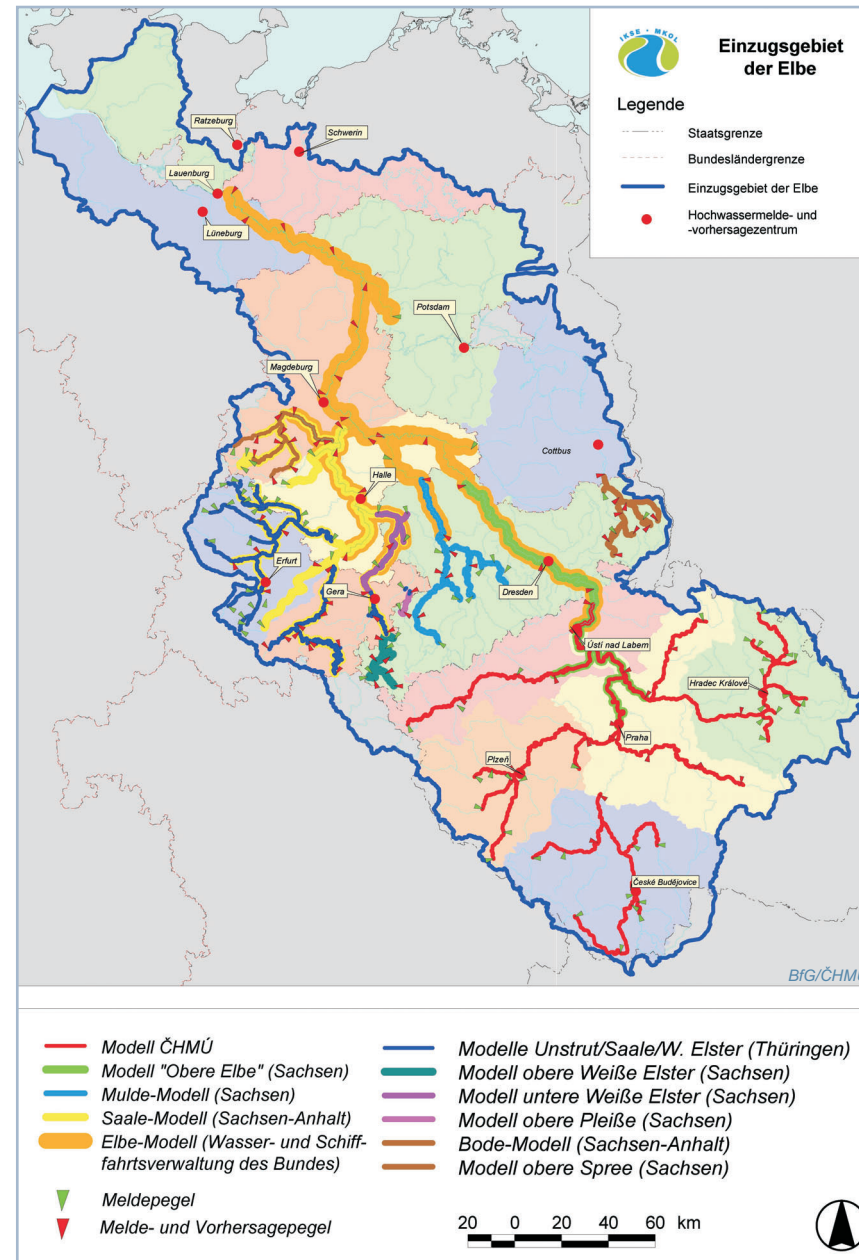 IKSE • MKOL
Einzugsgebiet
der Elbe
Legende
Staatsgrenze
Bundesländergrenze
Einzugsgebiet der Elbe
Hochwassermelde- und
-vorhersagezentrum
Ratzeburg
Schwerin
Lauenburg
Lüneburg
Potsdam
Magdeburg
Cottbus
Halle
Erfurt
Gera
Dresden
Ústí nad Labem
Hradec Králové
Praha
Plzeň
České Budějovice
BfG/ČHMÚ
Modell ČHMÚ
Modell "Obere Elbe" (Sachsen)
Mulde-Modell (Sachsen)
Saale-Modell (Sachsen-Anhalt)
Elbe-Modell (Wasser- und Schiff-
fahrtsverwaltung des Bundes)
Meldepegel
Melde- und Vorhersagepegel
Modelle Unstrut/Saale/W. Elster (Thüringen)
Modell obere Weiße Elster (Sachsen)
Modell untere Weiße Elster (Sachsen)
Modell obere Pleiße (Sachsen)
Bode-Modell (Sachsen-Anhalt)
Modell obere Spree (Sachsen)
20 0 20 40 60 km